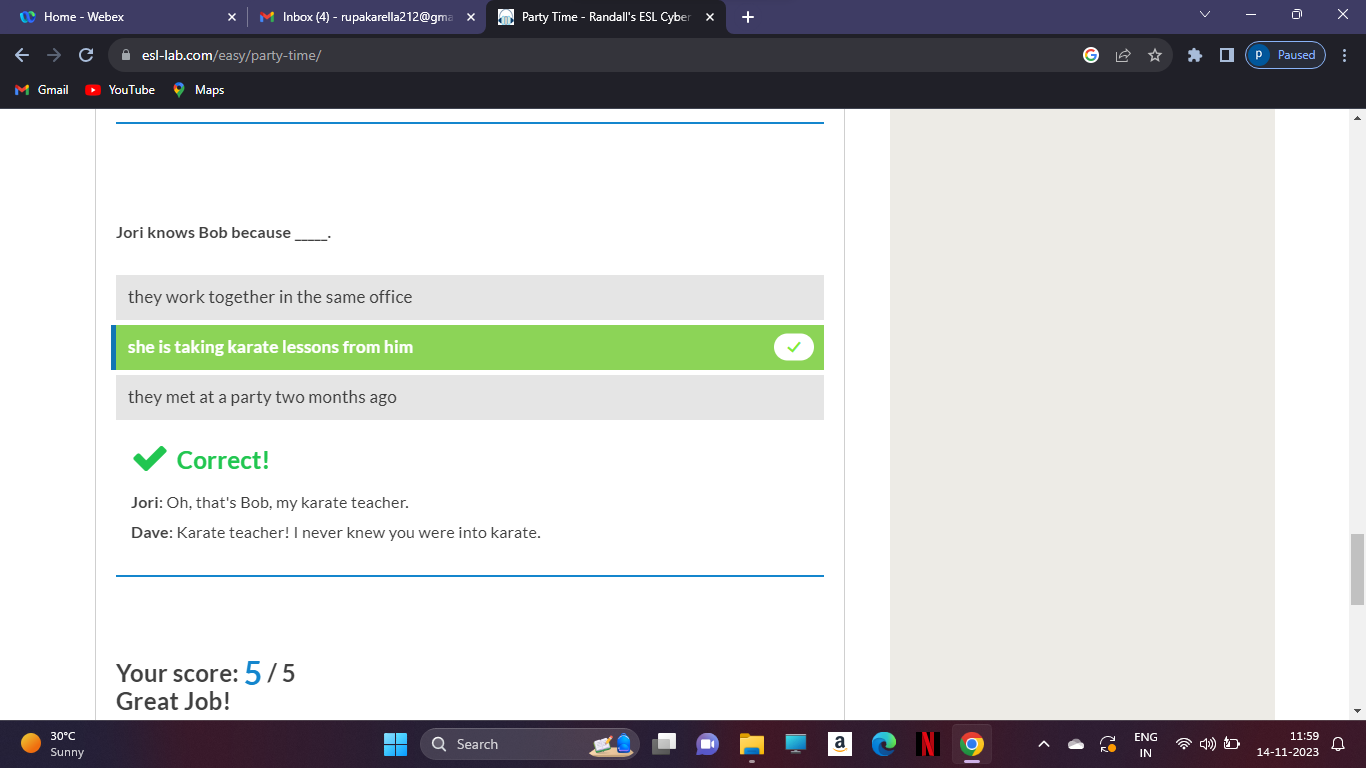 Home - Webex
Inbox (4) - rupakarella212@gma
Party Time - Randall's ESL Cyber
esl-lab.com/easy/party-time/
Paused
Gmail
YouTube
Maps
Jori knows Bob because _____.
they work together in the same office
she is taking karate lessons from him
they met at a party two months ago
Correct!
Jori: Oh, that's Bob, my karate teacher.
Dave: Karate teacher! I never knew you were into karate.
Your score: 5 / 5
Great Job!
30°C
Sunny
Search
ENG
IN
11:59
14-11-2023